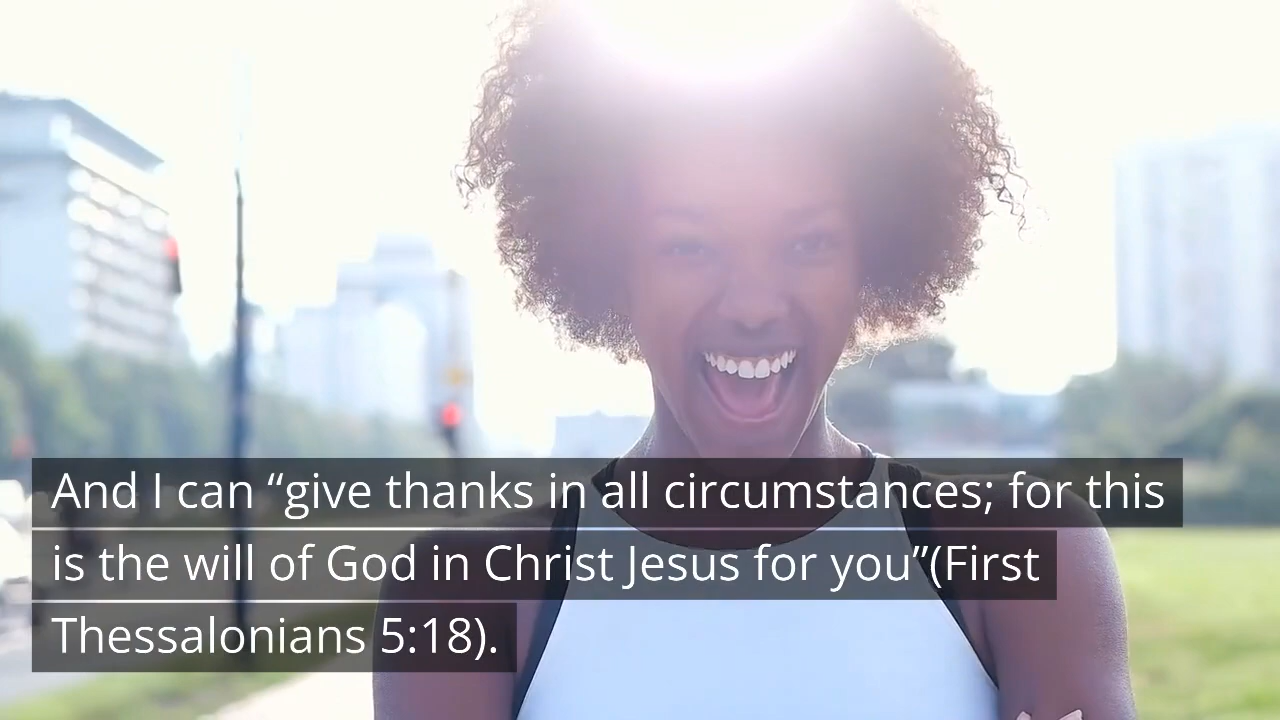 And I can “give thanks in all circumstances; for this
is the will of God in Christ Jesus for you”(First
Thessalonians 5:18).